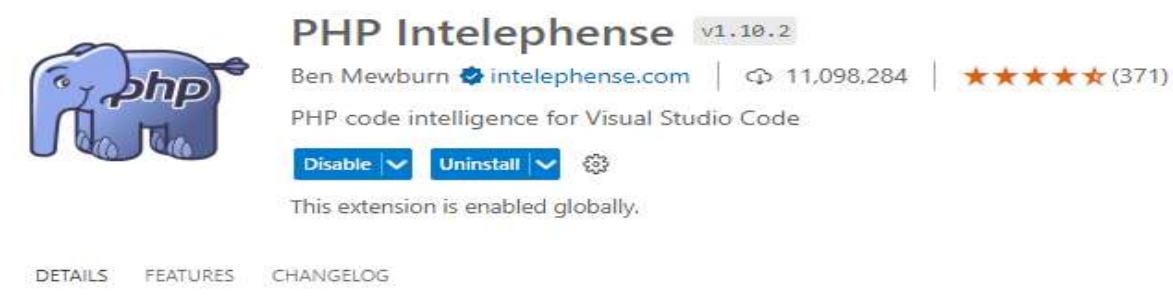 PHP Intelephense v1.10.2
php
Ben Mewburn intelephense.com | 11,098,284 | (371)
PHP code intelligence for Visual Studio Code
Disable Uninstall
This extension is enabled globally.
DETAILS FEATURES CHANGELOG